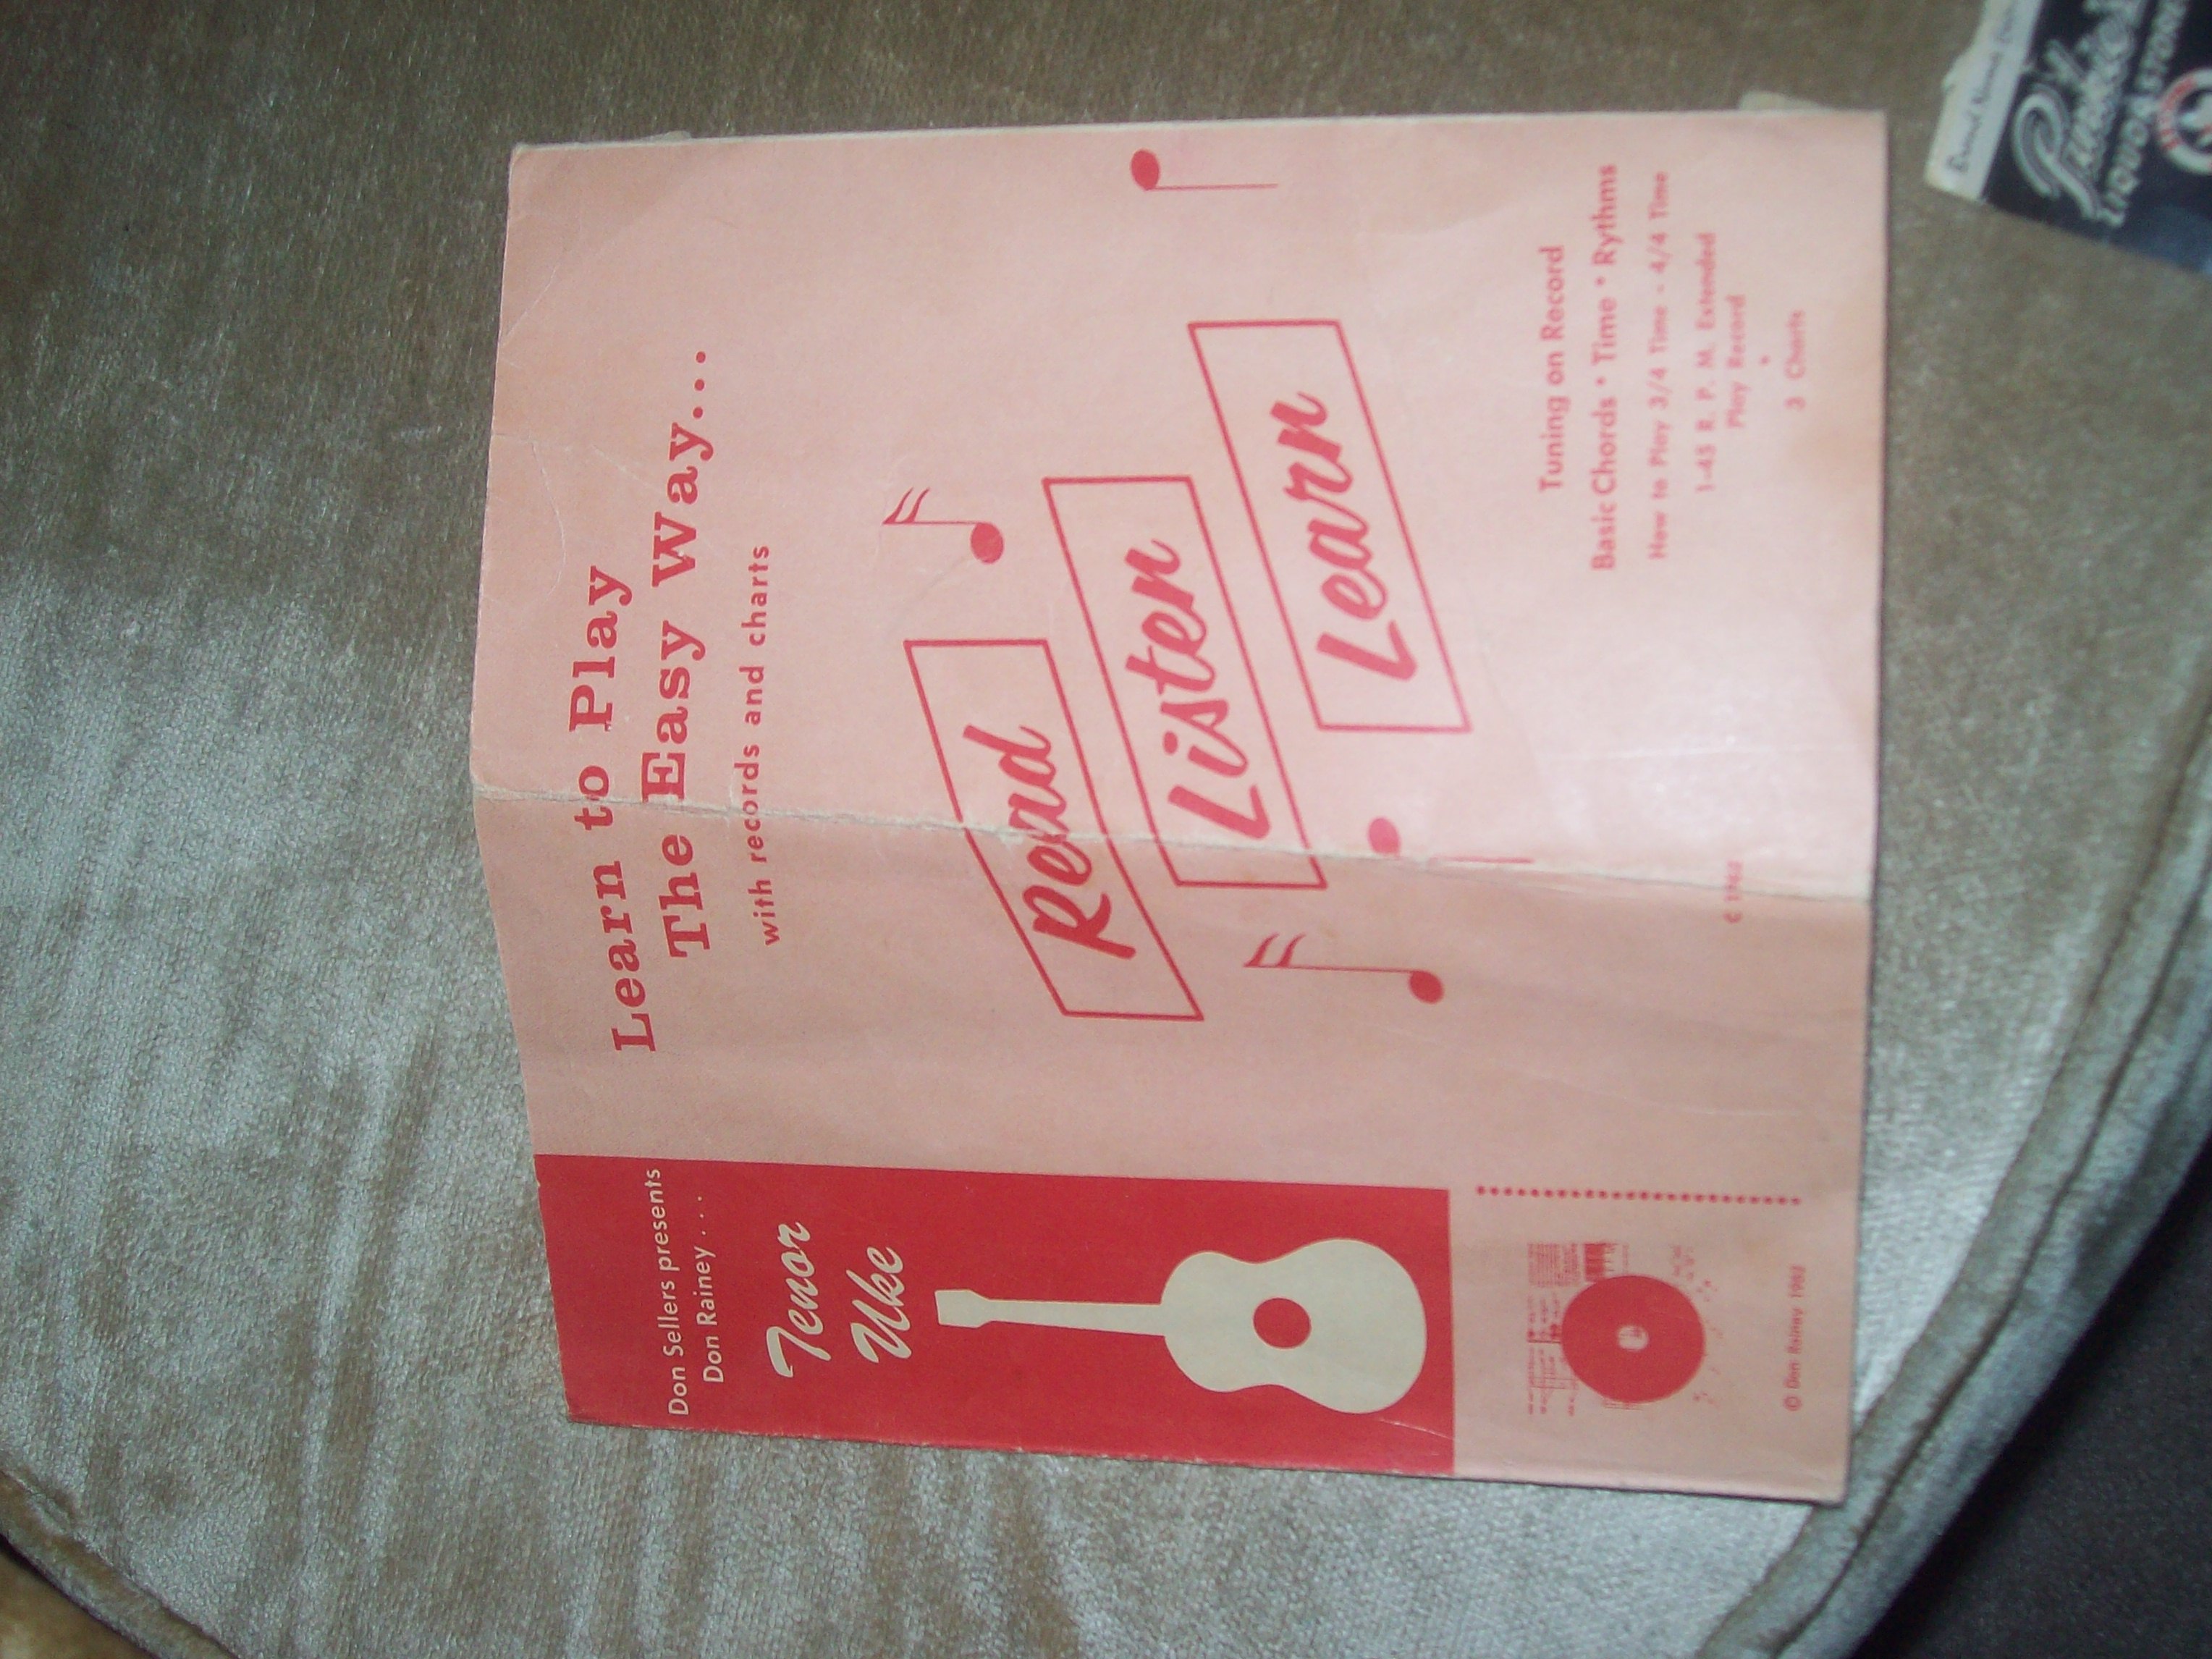 Don Sellers presents
Don Rainey....
Tenor
Uke
© Don Rainey 1962
Learn to Play
The Easy Way...
with records and charts
Read
Listen
Learn
Tuning on Record
Basic Chords • Time • Rythms
How to Play 3/4 Time - 4/4 Time
1-45 R. P. M. Extended
Play Record
•
3 Charts